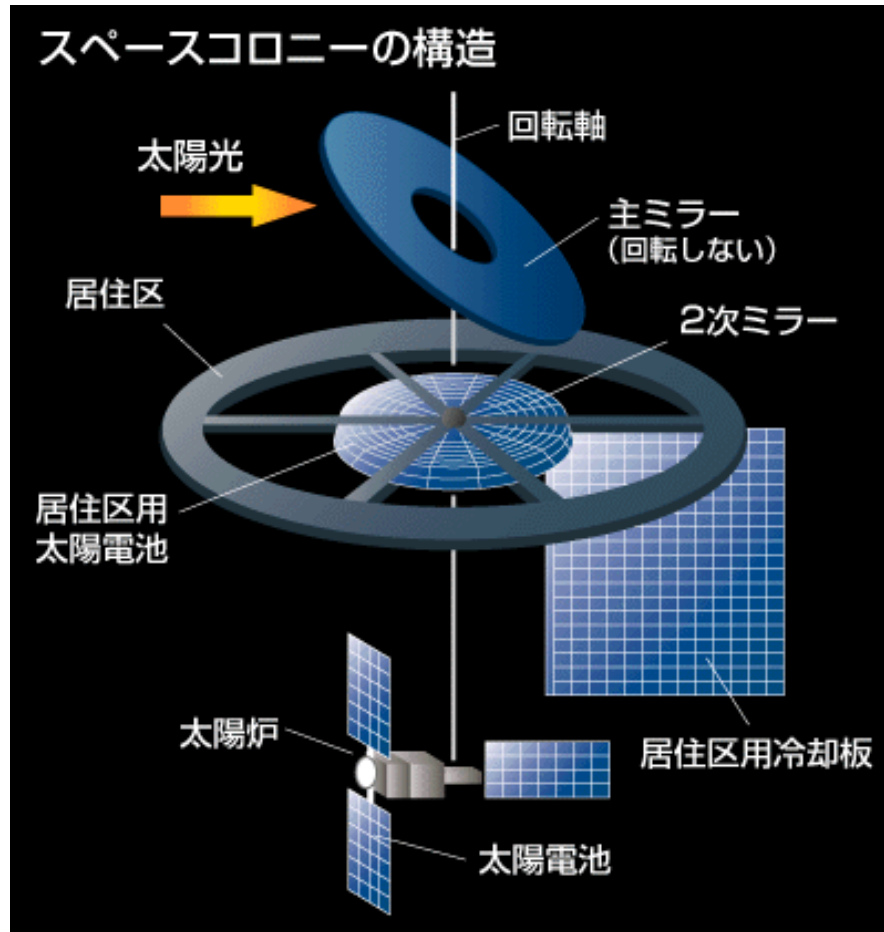 スペースコロニーの構造
回転軸
太陽光
主ミラー
(回転しない)
居住区
2次ミラー
居住区用
太陽電池
太陽炉
居住区用冷却板
太陽電池